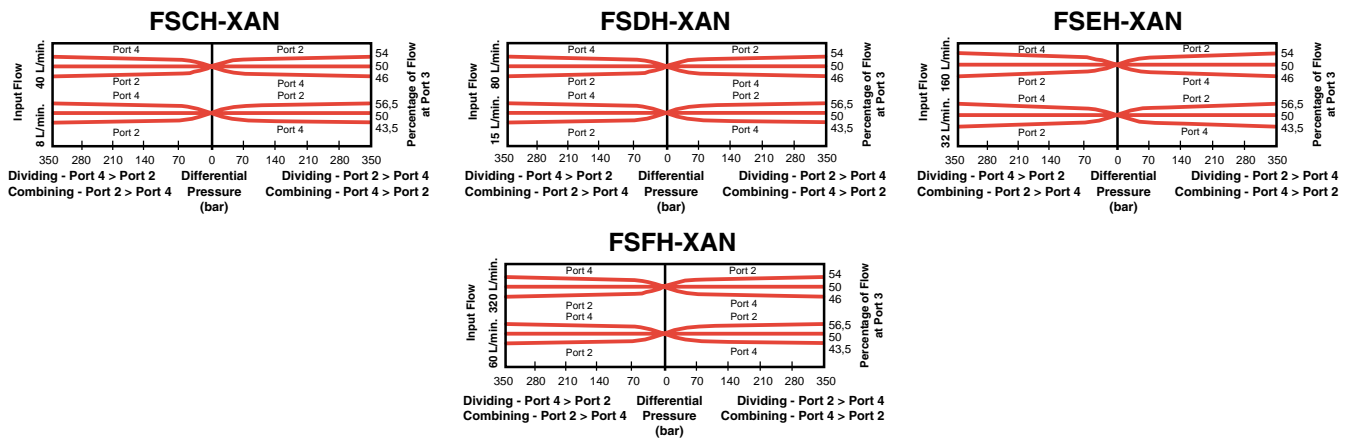 FSCH-XAN
Input Flow
40 L/min.
8 L/min.
Port 4
Port 2
Port 2
Port 4
Port 4
Port 2
Port 2
Port 4
54
50
46
56,5
50
43,5
Percentage of Flow
at Port 3
350 280 210 140 70 0 70 140 210 280 350
Dividing - Port 4 > Port 2 Differential Dividing - Port 2 > Port 4
Combining - Port 2 > Port 4 Pressure Combining - Port 4 > Port 2
(bar)
FSDH-XAN
Input Flow
80 L/min.
15 L/min.
Port 4
Port 2
Port 2
Port 4
Port 4
Port 2
Port 2
Port 4
54
50
46
56,5
50
43,5
Percentage of Flow
at Port 3
350 280 210 140 70 0 70 140 210 280 350
Dividing - Port 4 > Port 2 Differential Dividing - Port 2 > Port 4
Combining - Port 2 > Port 4 Pressure Combining - Port 4 > Port 2
(bar)
FSEH-XAN
Input Flow
160 L/min.
32 L/min.
Port 4
Port 2
Port 2
Port 4
Port 4
Port 2
Port 2
Port 4
54
50
46
56,5
50
43,5
Percentage of Flow
at Port 3
350 280 210 140 70 0 70 140 210 280 350
Dividing - Port 4 > Port 2 Differential Dividing - Port 2 > Port 4
Combining - Port 2 > Port 4 Pressure Combining - Port 4 > Port 2
(bar)
FSFH-XAN
Input Flow
320 L/min.
60 L/min.
Port 4
Port 2
Port 2
Port 4
Port 4
Port 2
Port 2
Port 4
54
50
46
56,5
50
43,5
Percentage of Flow
at Port 3
350 280 210 140 70 0 70 140 210 280 350
Dividing - Port 4 > Port 2 Differential Dividing - Port 2 > Port 4
Combining - Port 2 > Port 4 Pressure Combining - Port 4 > Port 2
(bar)